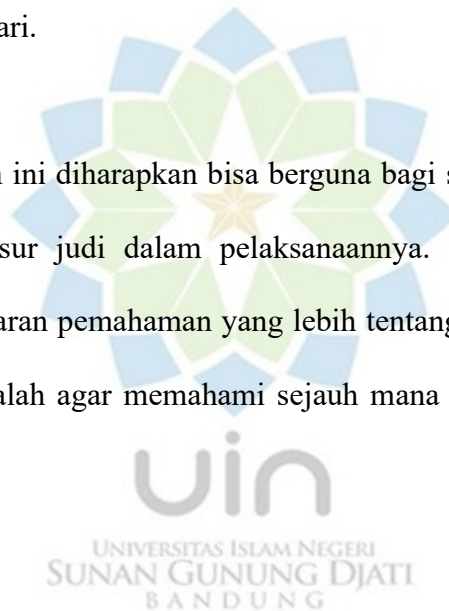 ari.
n ini diharapkan bisa berguna bagi s
sur judi dalam pelaksanaannya.
aran pemahaman yang lebih tentang
alah agar memahami sejauh mana
uin
UNIVERSITAS ISLAM NEGERI
SUNAN GUNUNG DJATI
BANDUNG